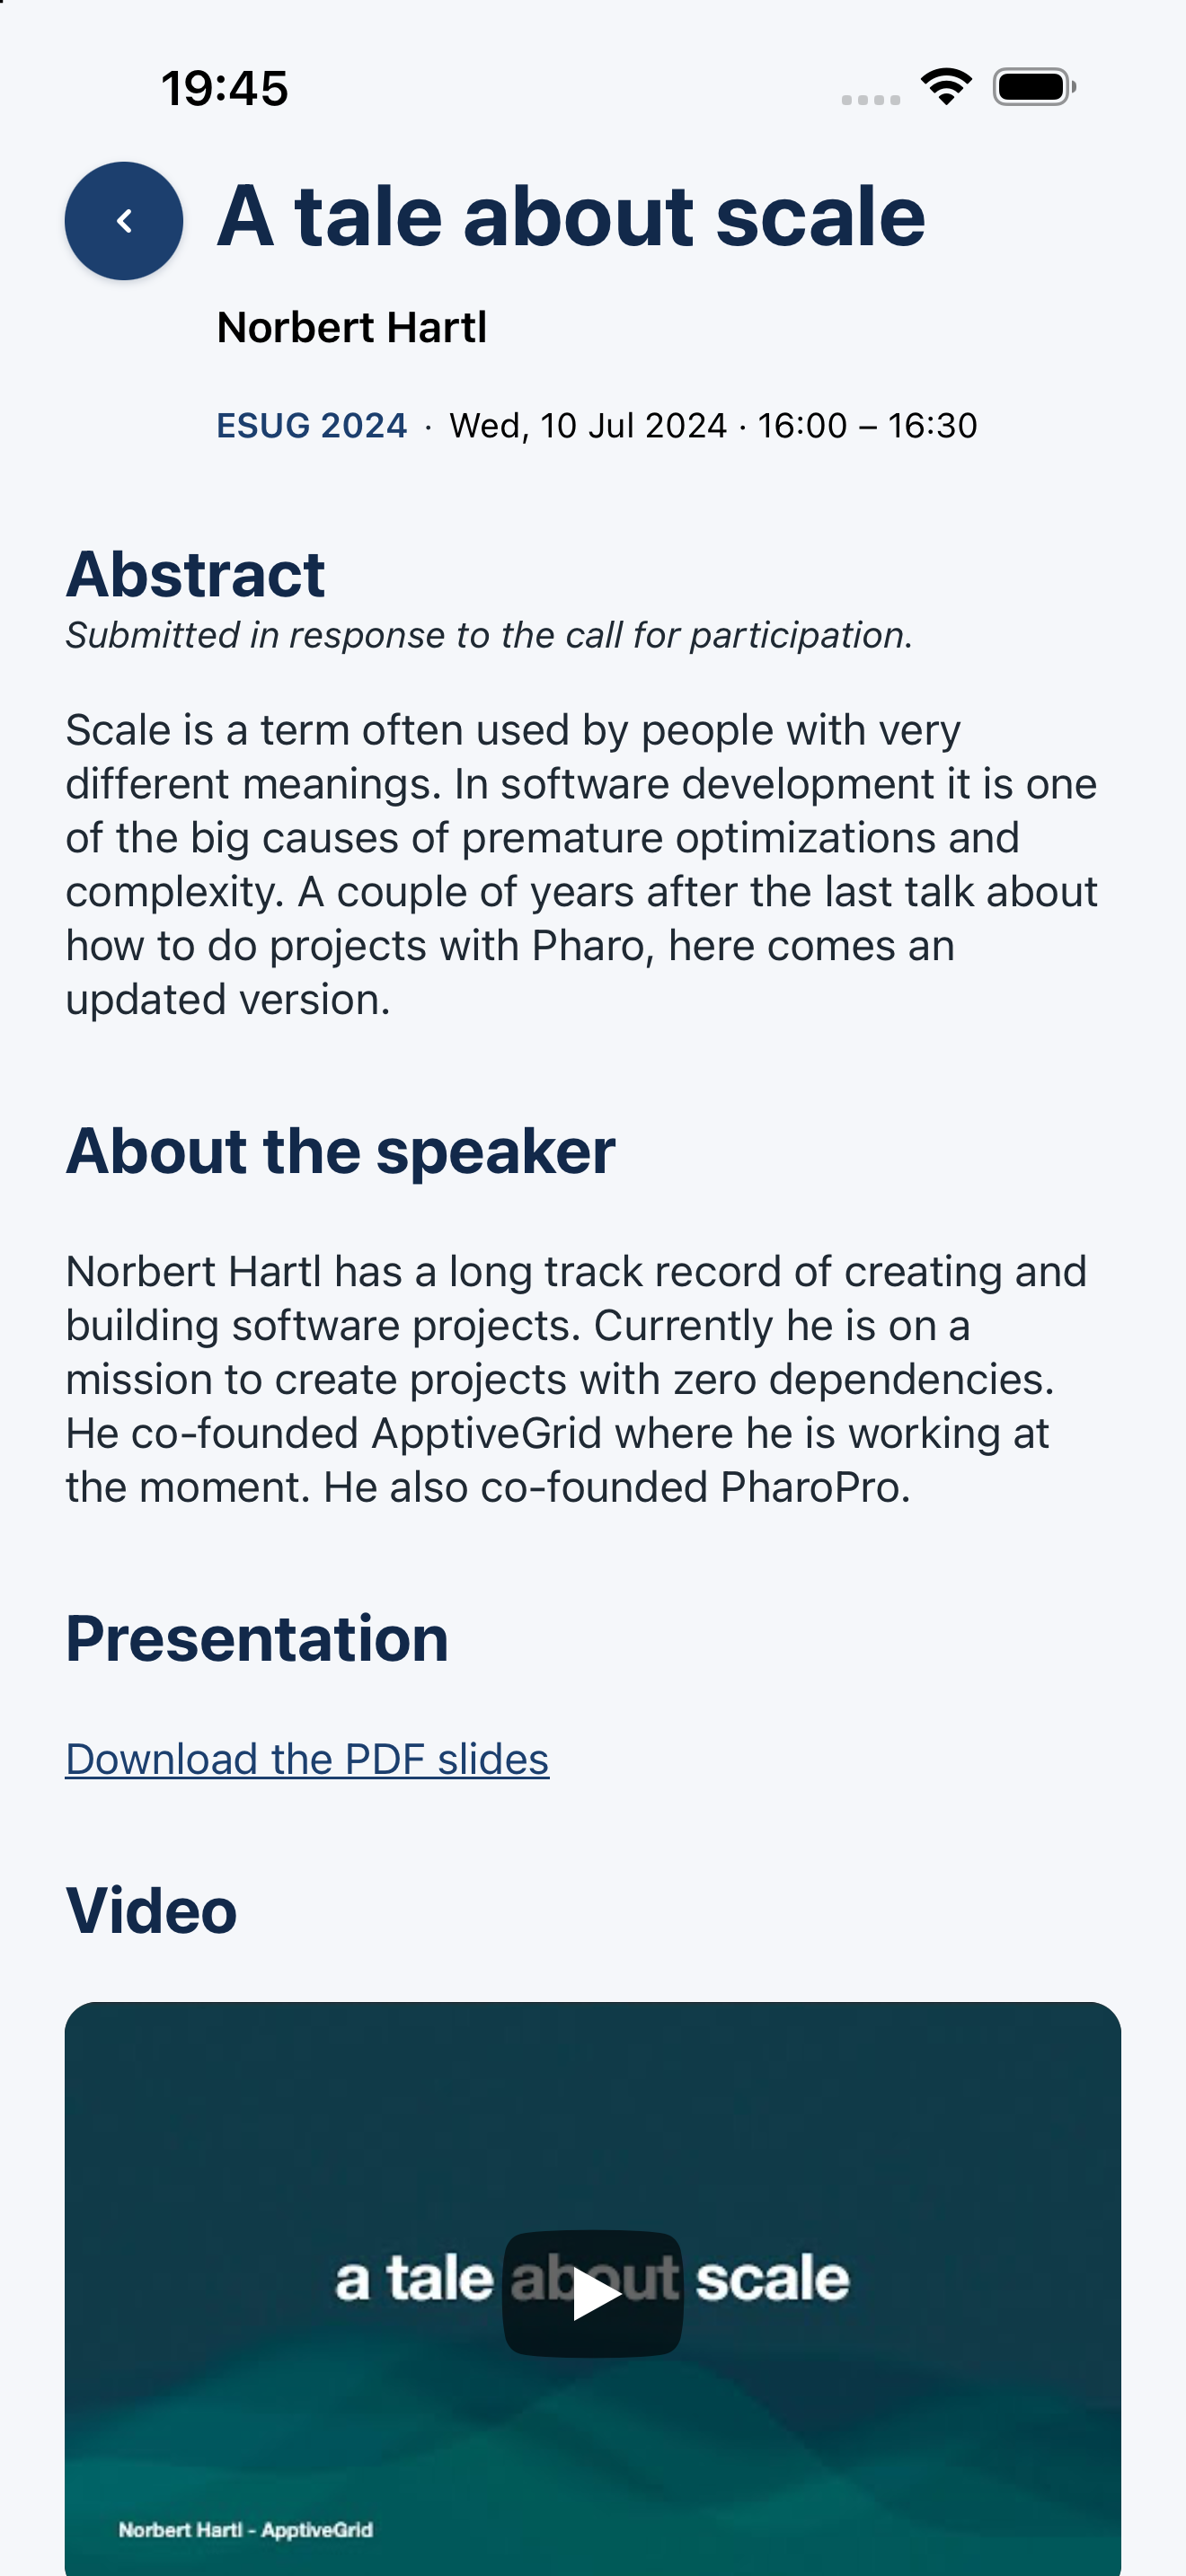 19:45
A tale about scale
Norbert Hartl
ESUG 2024 · Wed, 10 Jul 2024 · 16:00 – 16:30
Abstract
Submitted in response to the call for participation.
Scale is a term often used by people with very
different meanings. In software development it is one
of the big causes of premature optimizations and
complexity. A couple of years after the last talk about
how to do projects with Pharo, here comes an
updated version.
About the speaker
Norbert Hartl has a long track record of creating and
building software projects. Currently he is on a
mission to create projects with zero dependencies.
He co-founded ApptiveGrid where he is working at
the moment. He also co-founded PharoPro.
Presentation
Download the PDF slides
Video
a tale about scale
Norbert Hartl - ApptiveGrid